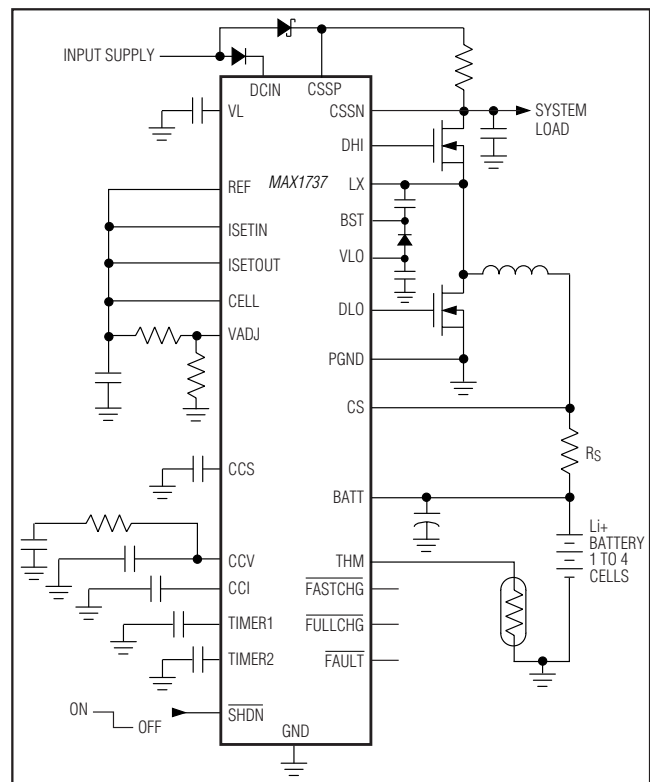 INPUT SUPPLY
DCIN
CSSP
VL
CSSN
SYSTEM
LOAD
DHI
REF
MAX1737
LX
ISETIN
BST
ISETOUT
VLO
CELL
DLO
VADJ
PGND
CS
RS
CCS
BATT
Li+
BATTERY
1 TO 4
CELLS
CCV
THM
CCI
FASTCHG
TIMER1
FULLCHG
TIMER2
FAULT
ON
OFF
SHDN
GND